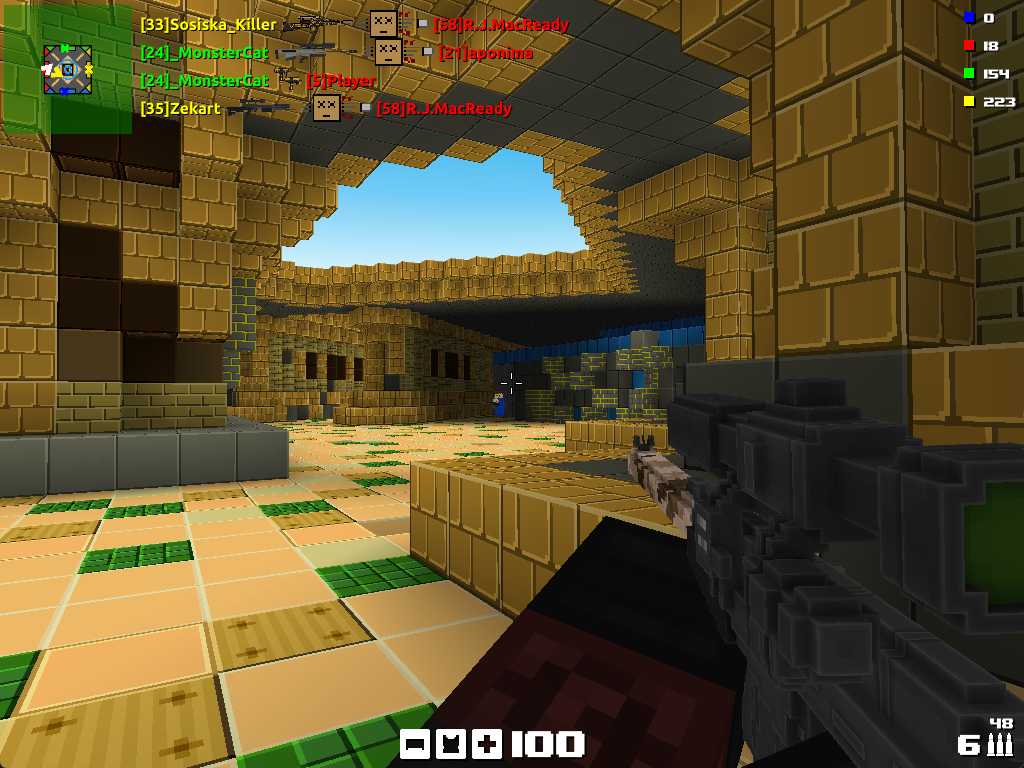 [33]Sosiska_Killer [58]R.J.MacReady
[24]_MonsterCat [21]aponima
[24]_MonsterCat [5]Player
[35]Zekart [58]R.J.MacReady
0
18
154
223
100
48
6